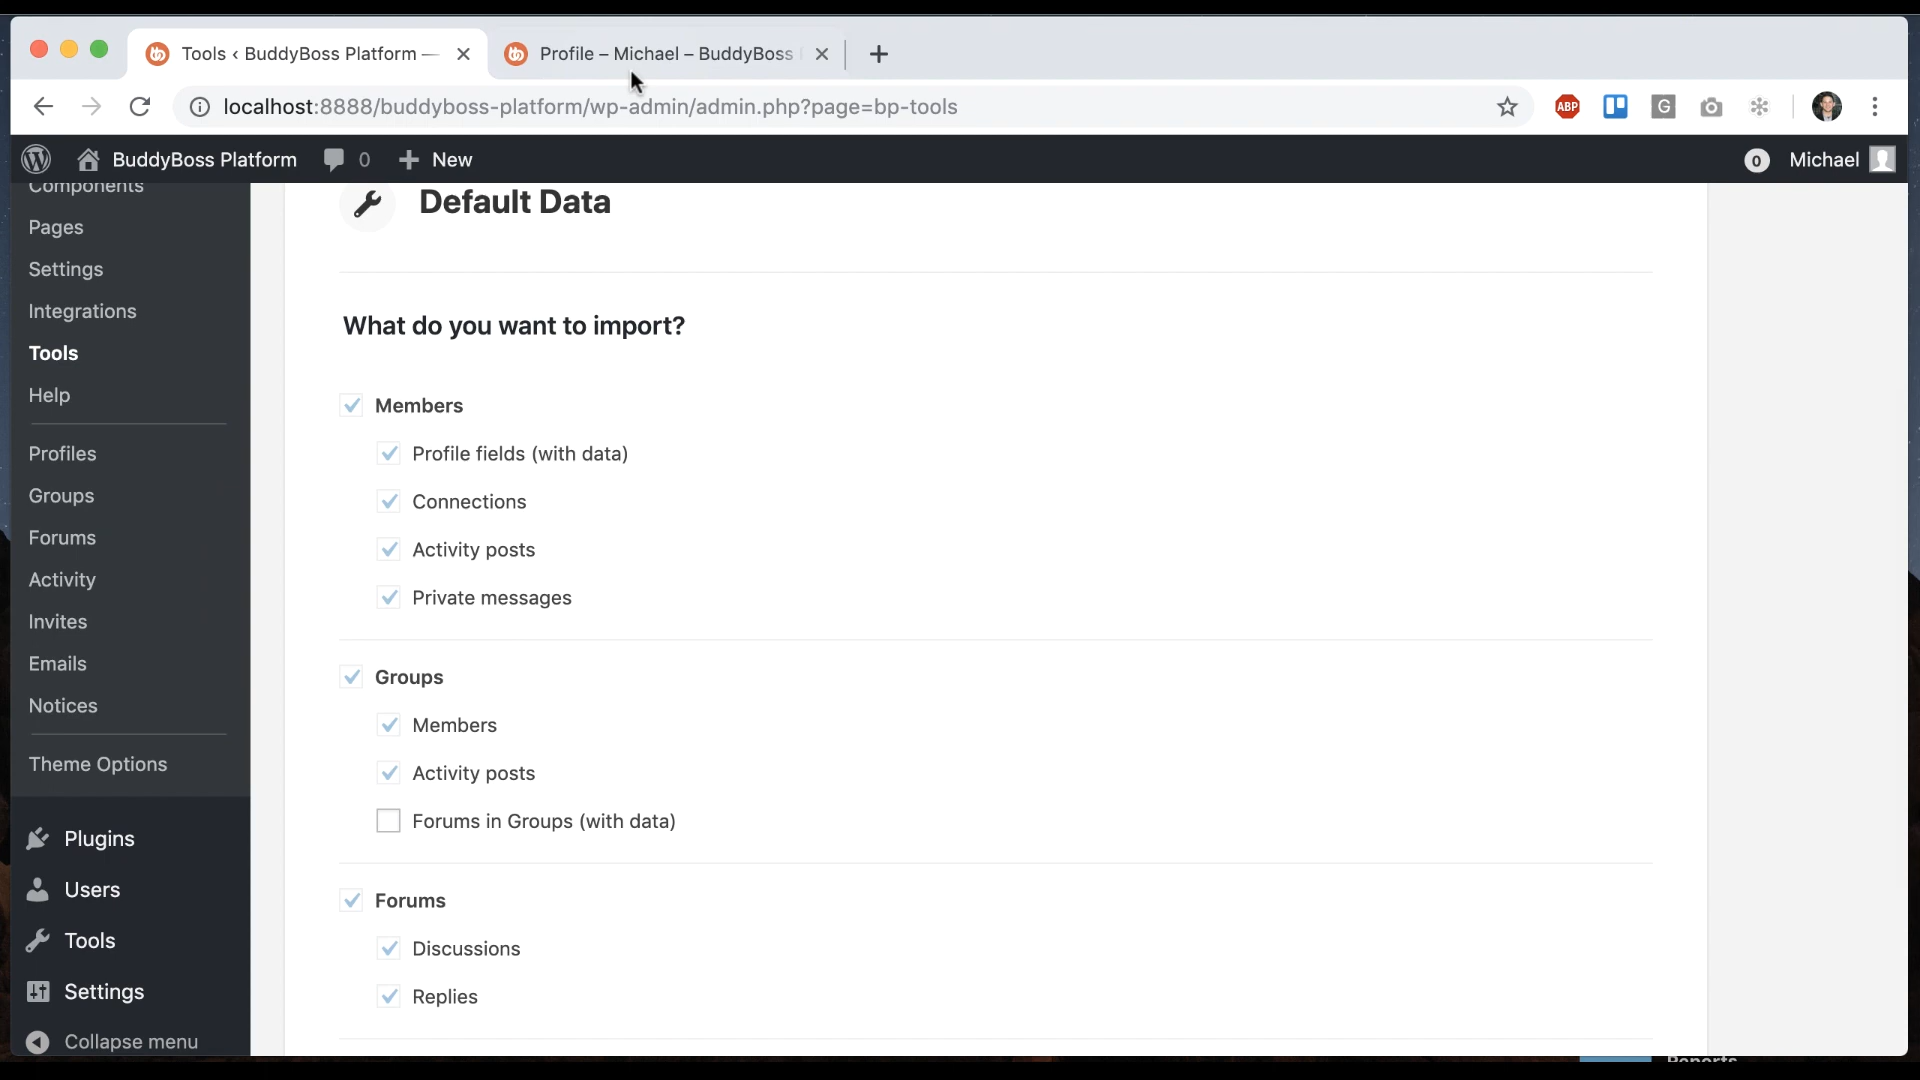 Tools ‹ BuddyBoss Platform —
Profile – Michael – BuddyBoss
localhost:8888/buddyboss-platform/wp-admin/admin.php?page=bp-tools
ABP
G
BuddyBoss Platform
0
New
0
Michael
Components
Pages
Settings
Integrations
Tools
Help
Profiles
Groups
Forums
Activity
Invites
Emails
Notices
Theme Options
Plugins
Users
Tools
Settings
Collapse menu
Default Data
What do you want to import?
Members
Profile fields (with data)
Connections
Activity posts
Private messages
Groups
Members
Activity posts
Forums in Groups (with data)
Forums
Discussions
Replies
Reports